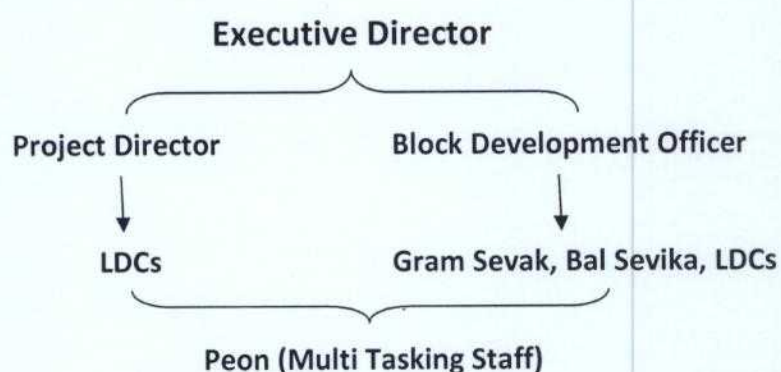 Executive Director
Project Director Block Development Officer
LDCs Gram Sevak, Bal Sevika, LDCs
Peon (Multi Tasking Staff)